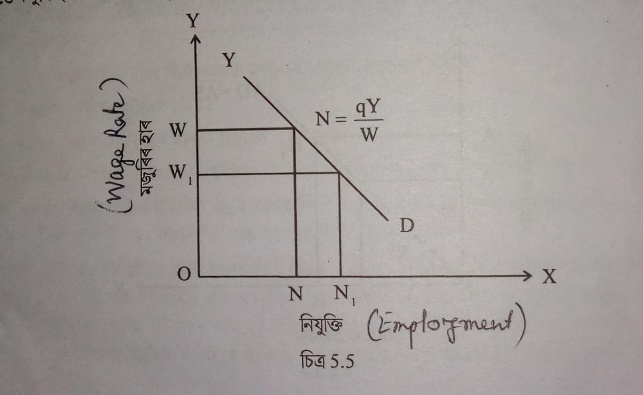 Y
Y
N = qY / W
(Wage Rate)
মজুৰিৰ হাৰ
W
W₁
D
O
X
N N₁
নিযুক্তি (Employment)
চিত্ৰ 5.5